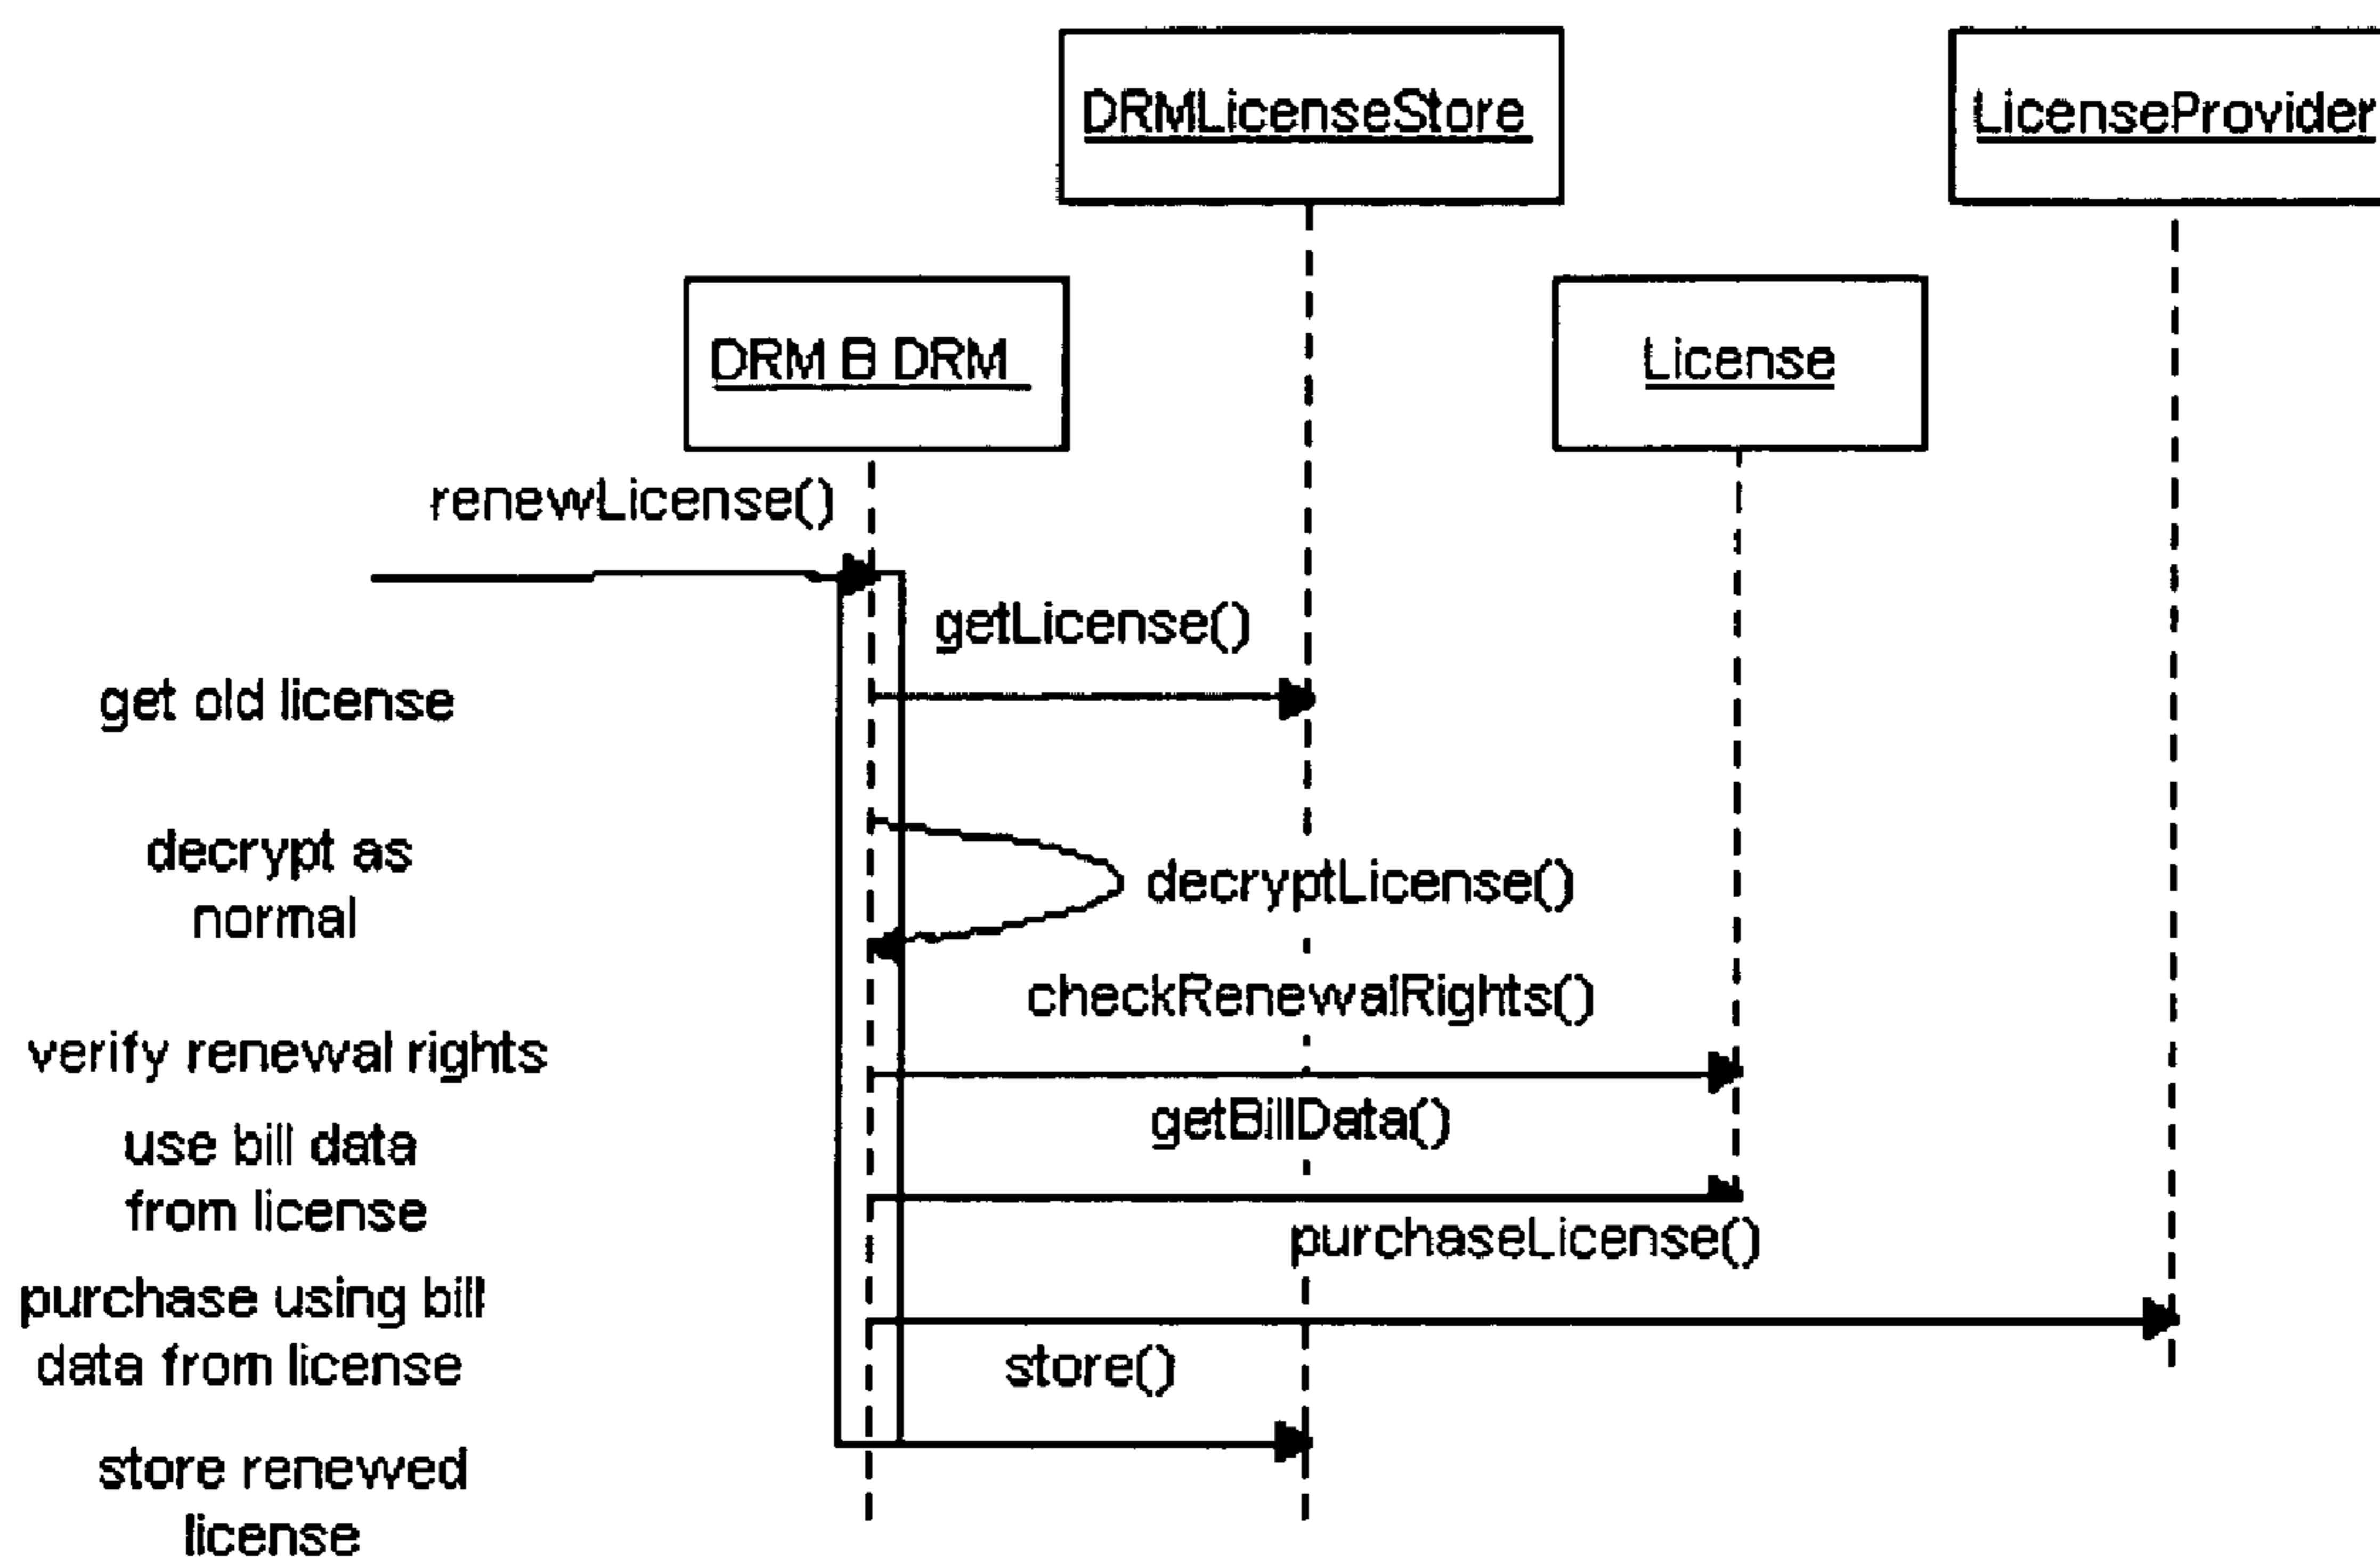 DRMLicenseStore
LicenseProvider
DRM B DRM
License
renewLicense()
getLicense()
get old license
decrypt as
normal
decryptLicense()
checkRenewalRights()
verify renewal rights
getBillData()
use bill data
from license
purchaseLicense()
purchase using bill
data from license
store()
store renewed
license